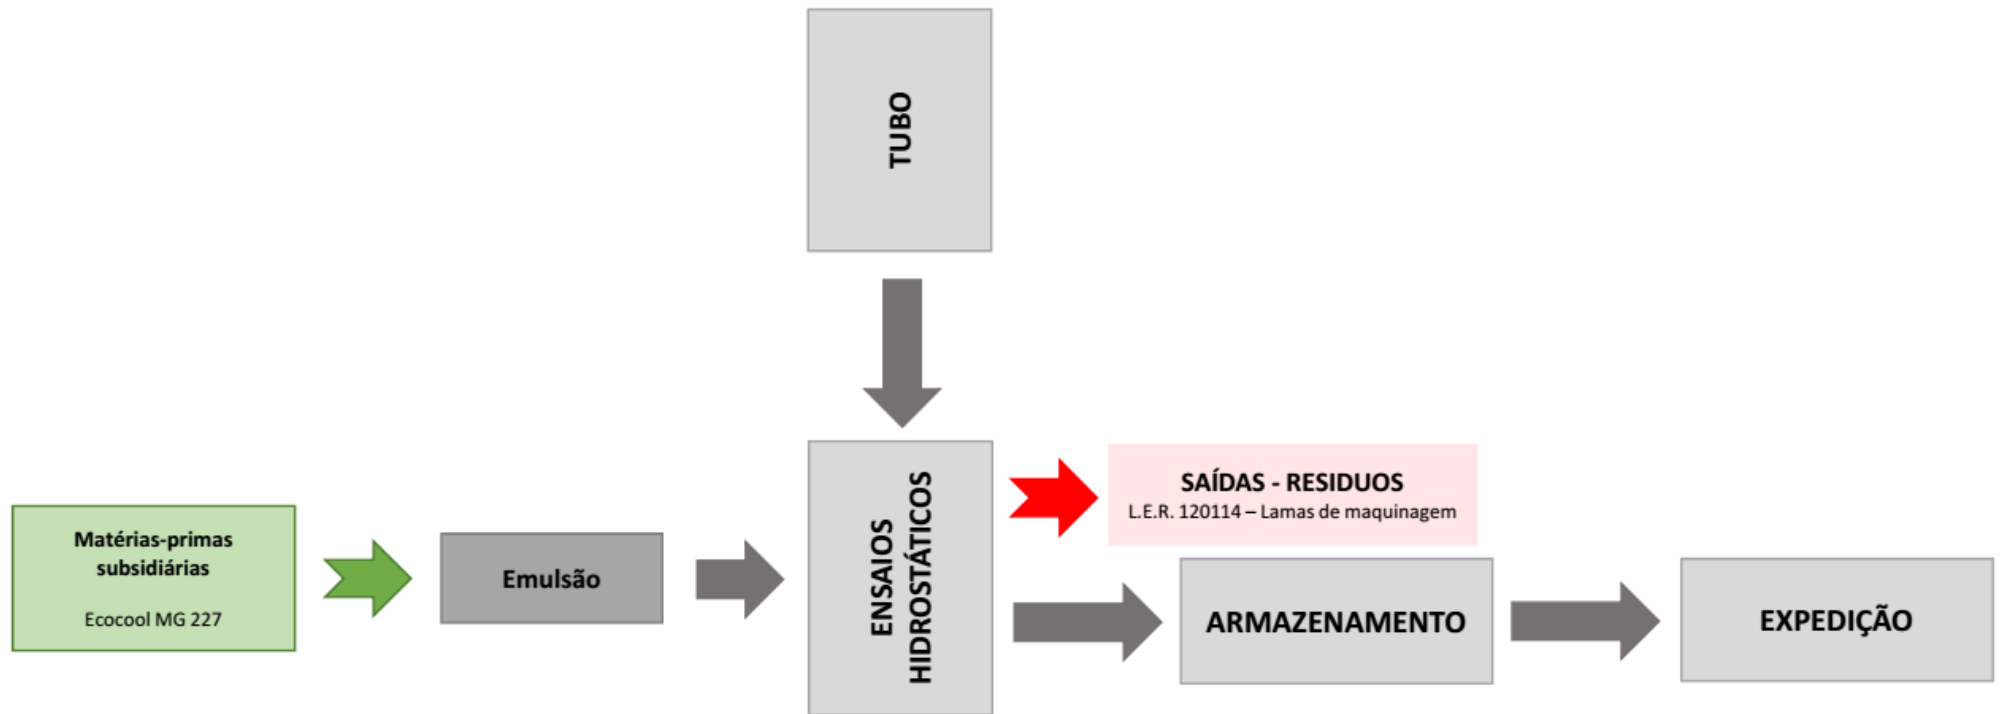 TUBO
Matérias-primas
subsidiárias
Ecocool MG 227
Emulsão
ENSAIOS
HIDROSTÁTICOS
SAÍDAS - RESIDUOS
L.E.R. 120114 – Lamas de maquinagem
ARMAZENAMENTO
EXPEDIÇÃO